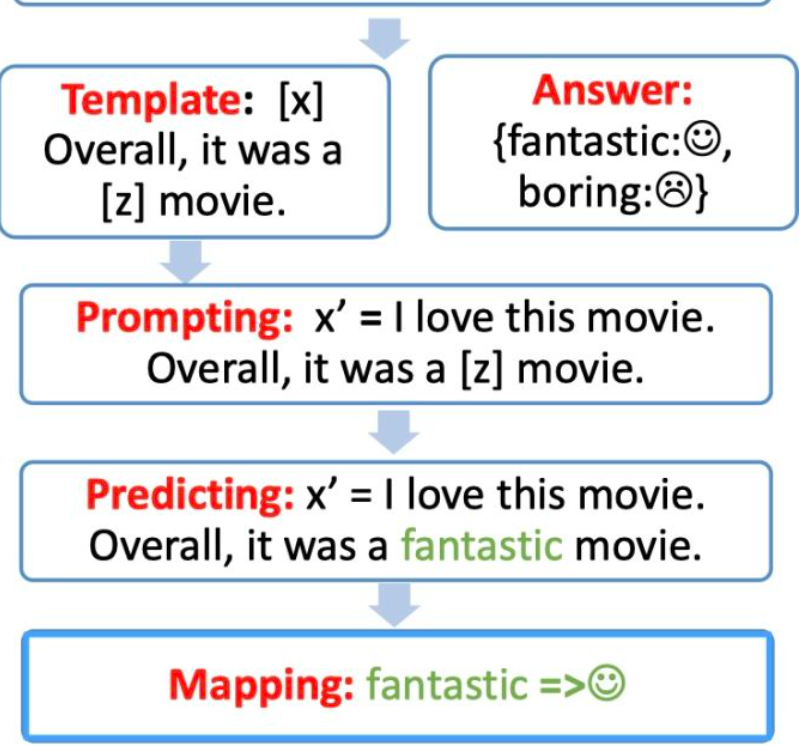 Template: [x]
Overall, it was a
[z] movie.
Answer:
{fantastic:☺,
boring:☹}
Prompting: x′ = I love this movie.
Overall, it was a [z] movie.
Predicting: x′ = I love this movie.
Overall, it was a fantastic movie.
Mapping: fantastic =>☺